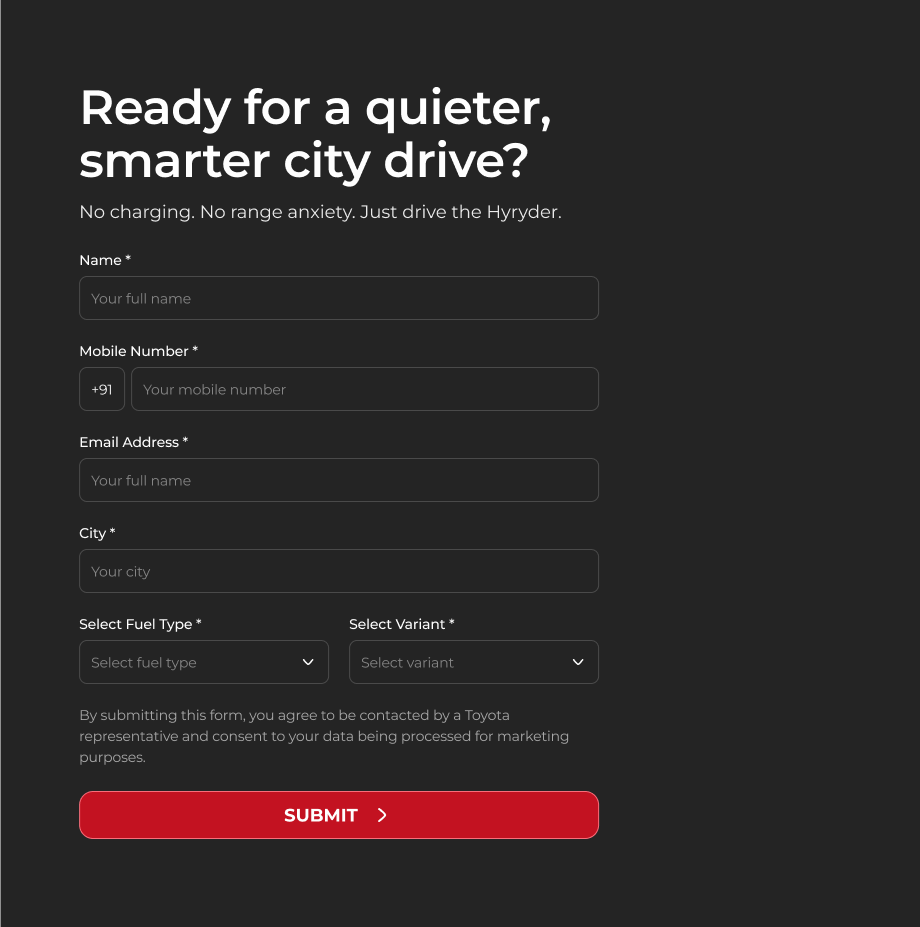 Ready for a quieter,
smarter city drive?
No charging. No range anxiety. Just drive the Hyryder.
Name *
Your full name
Mobile Number *
+91 Your mobile number
Email Address *
Your full name
City *
Your city
Select Fuel Type * Select Variant *
Select fuel type Select variant
By submitting this form, you agree to be contacted by a Toyota
representative and consent to your data being processed for marketing
purposes.
SUBMIT